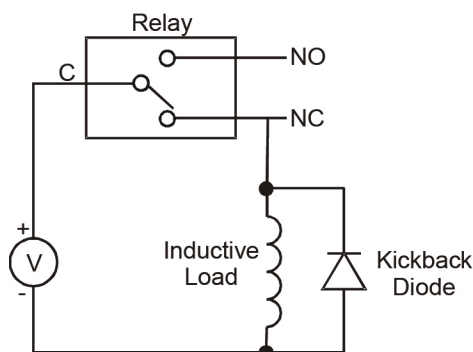 Relay
C
NO
NC
+
V
-
Inductive
Load
Kickback
Diode